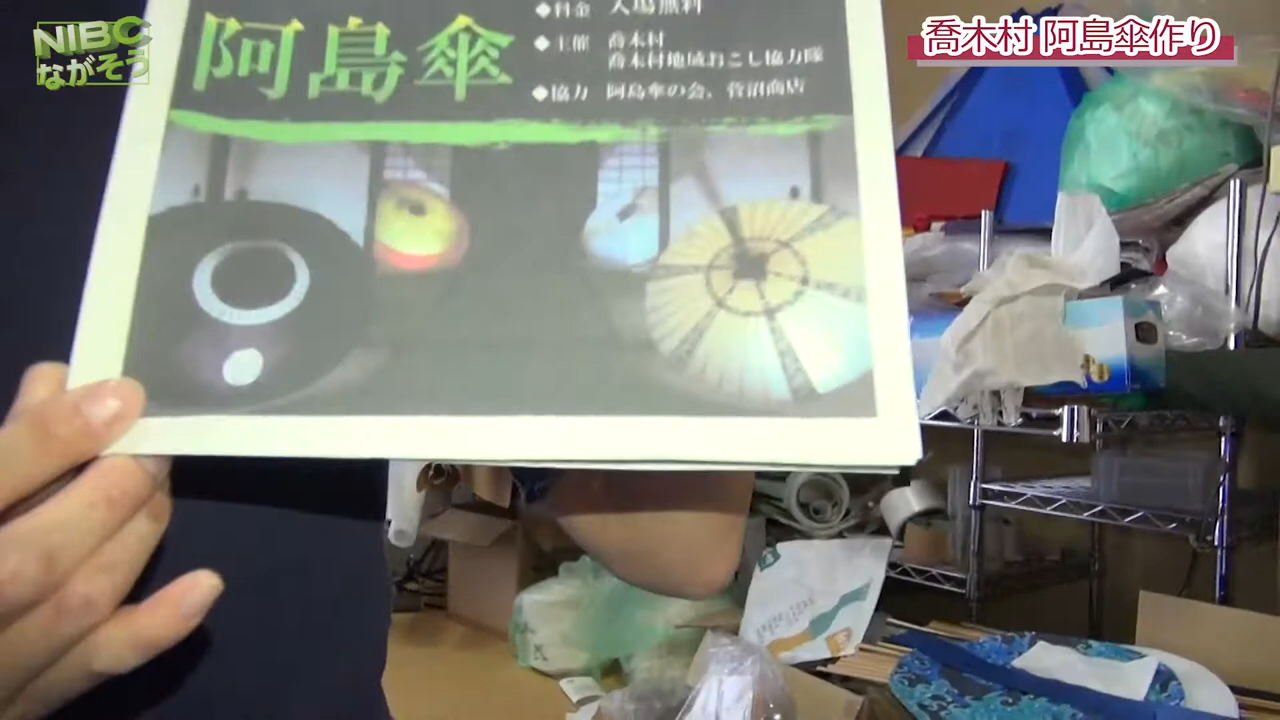 NIBC
ながそう
喬木村 阿島傘作り
阿島傘
◆料金 入場無料
◆主催 喬木村
喬木村地域おこし協力隊
◆協力 阿島傘の会、菅沼商店